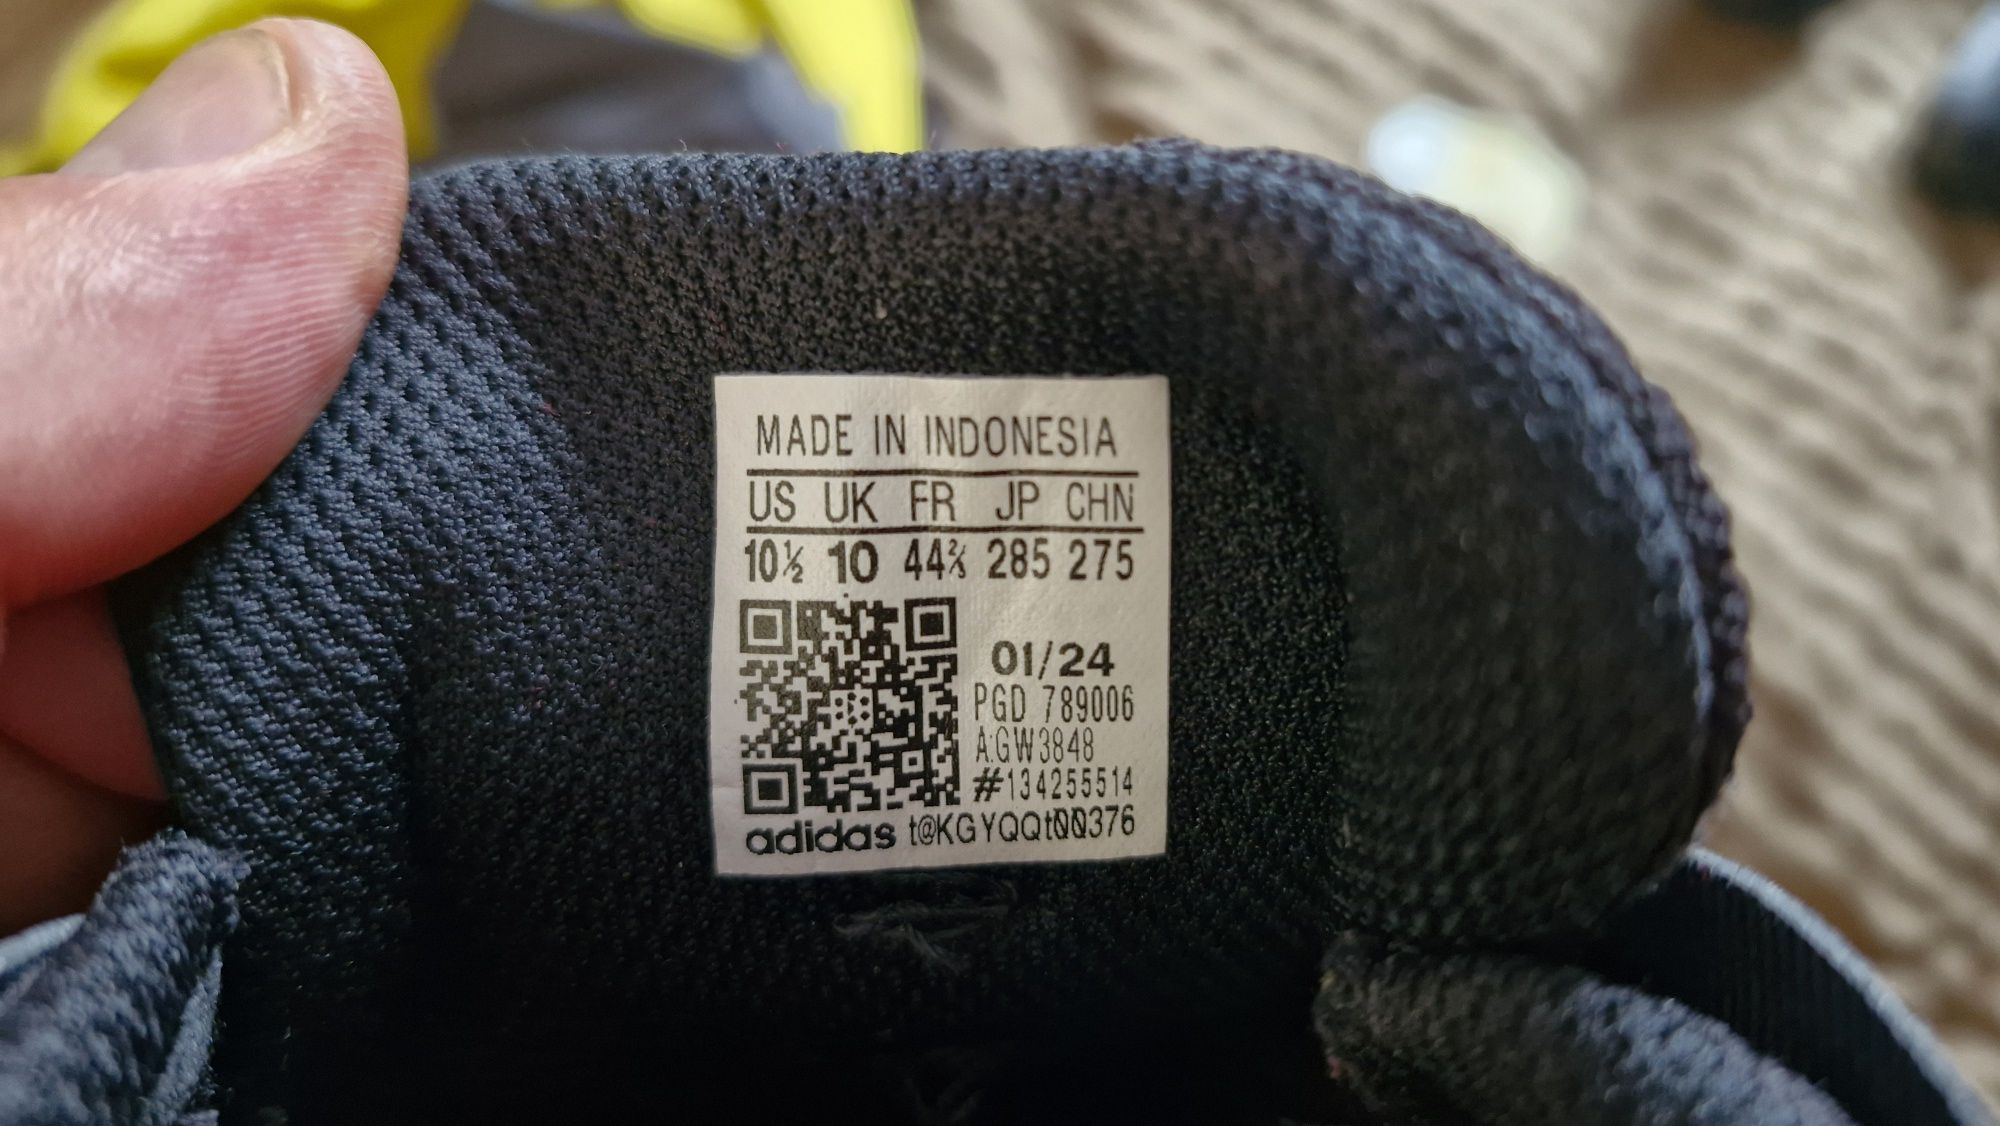 MADE IN INDONESIA
US UK FR JP CHN
10½ 10 44⅔ 285 275
01/24
PGD 789006
A:GW3848
#134255514
adidas t@KGYQQt00376